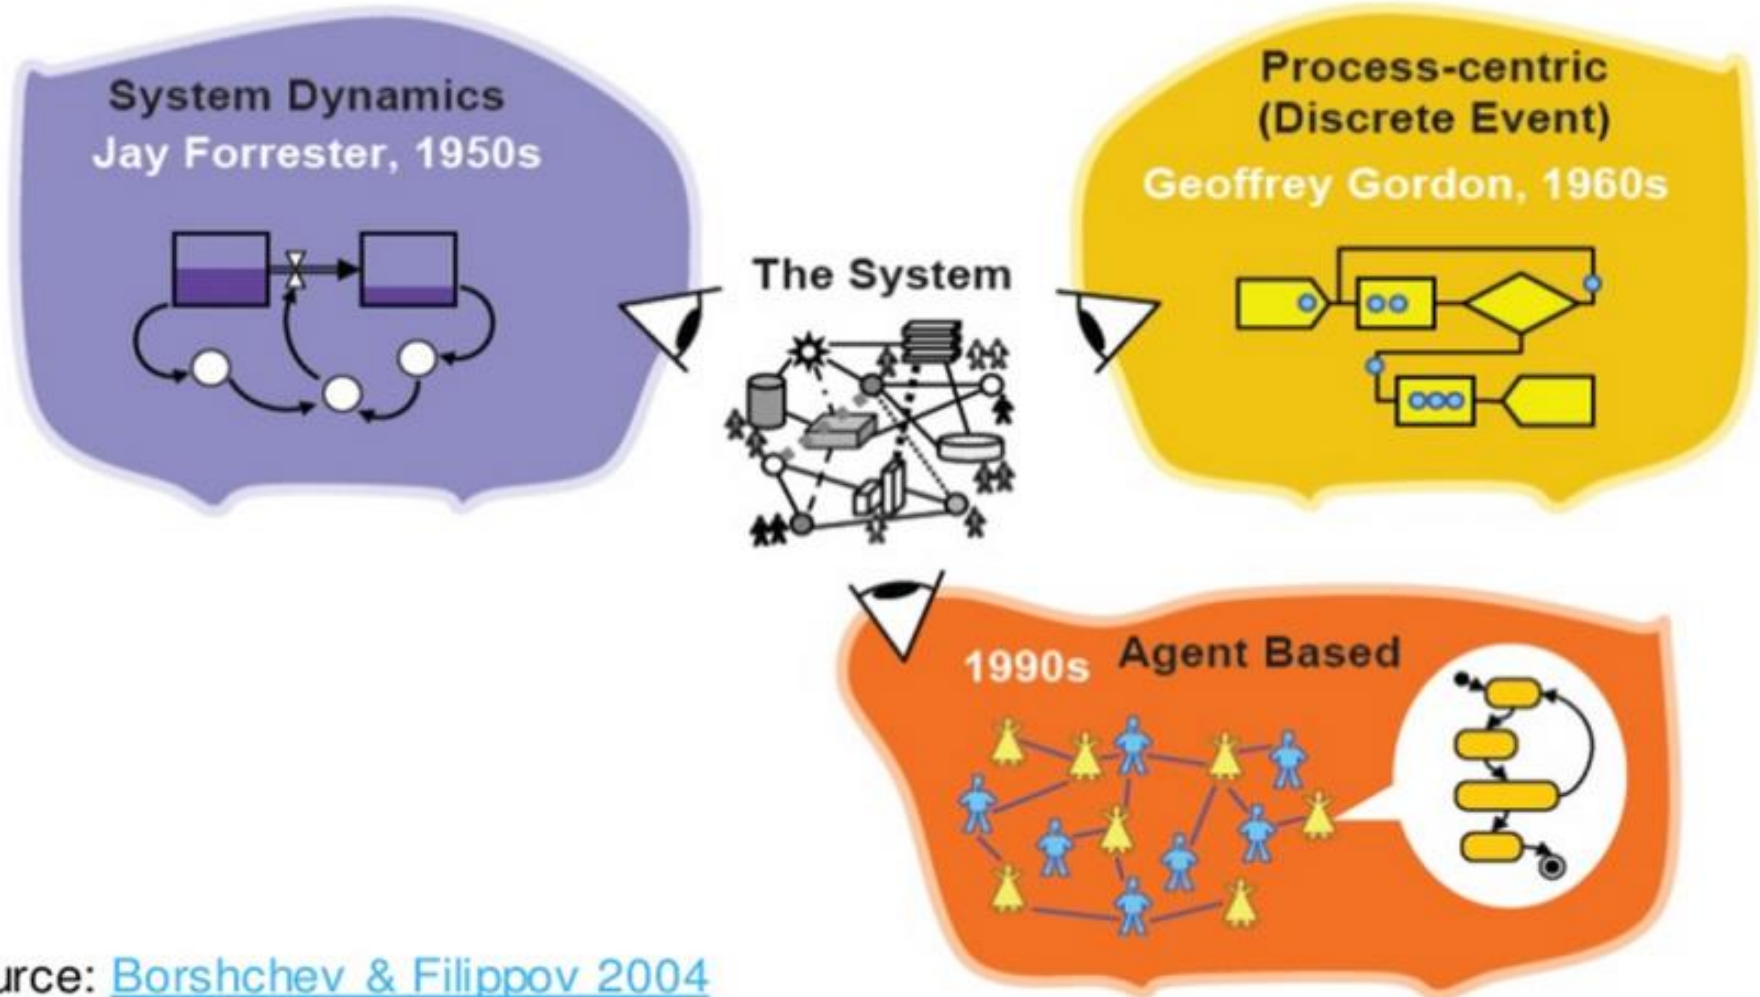 System Dynamics
Jay Forrester, 1950s
Process-centric
(Discrete Event)
Geoffrey Gordon, 1960s
The System
1990s Agent Based
urce: Borshchev & Filippov 2004